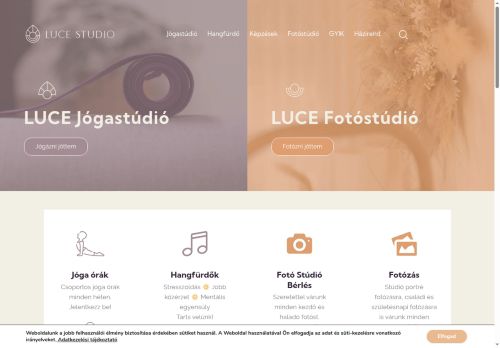 LUCE STUDIO
Jógastúdió Hangfürdő Képzések Fotóstúdió GYIK Házirend
LUCE Jógastúdió
Jógázni jöttem
LUCE Fotóstúdió
Fotózni jöttem
Jóga órák
Csoportos jóga órák
minden héten.
Jelentkezz be!
Hangfürdők
Stresszoldás Jobb
közérzet Mentális
egyensúly
Tarts velünk!
Fotó Stúdió
Bérlés
Szeretettel várunk
minden kezdő és
haladó fotóst
Fotózás
Stúdió portré
fotózásra, családi és
születésnapi fotózásra
is várunk minden
Weboldalunk a jobb felhasználói élmény biztosítása érdekében sütiket használ. A Weboldal használatával Ön elfogadja az adat és süti-kezelésre vonatkozó
irányelveket. Adatkezelési tájékoztató
Elfogad